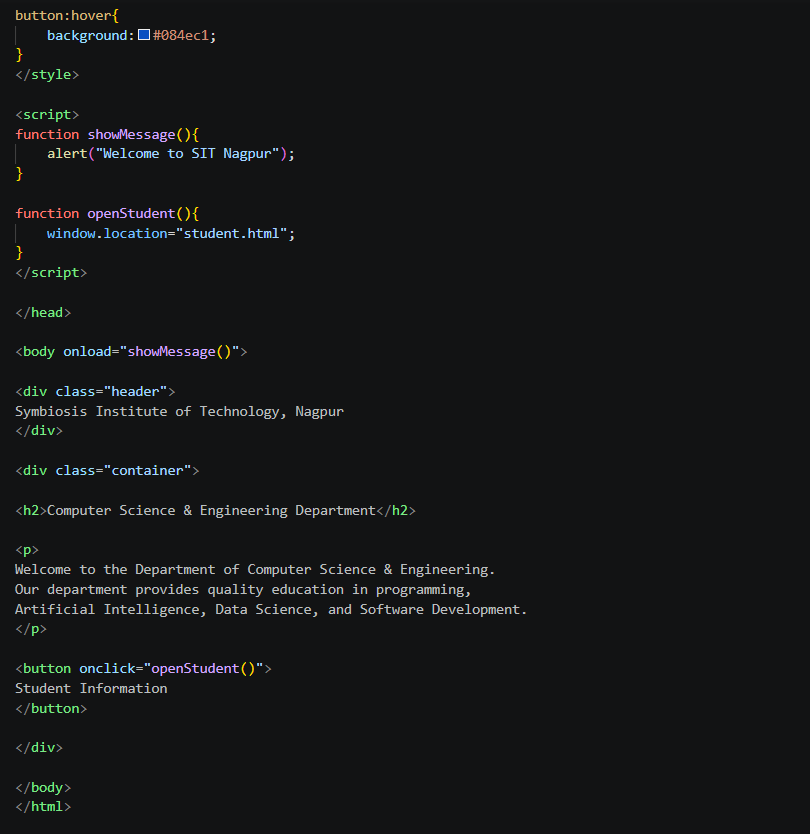 button:hover{
    background:#084ec1;
}
</style>

<script>
function showMessage(){
    alert("Welcome to SIT Nagpur");
}

function openStudent(){
    window.location="student.html";
}
</script>

</head>

<body onload="showMessage()">

<div class="header">
Symbiosis Institute of Technology, Nagpur
</div>

<div class="container">

<h2>Computer Science & Engineering Department</h2>

<p>
Welcome to the Department of Computer Science & Engineering.
Our department provides quality education in programming,
Artificial Intelligence, Data Science, and Software Development.
</p>

<button onclick="openStudent()">
Student Information
</button>

</div>

</body>
</html>